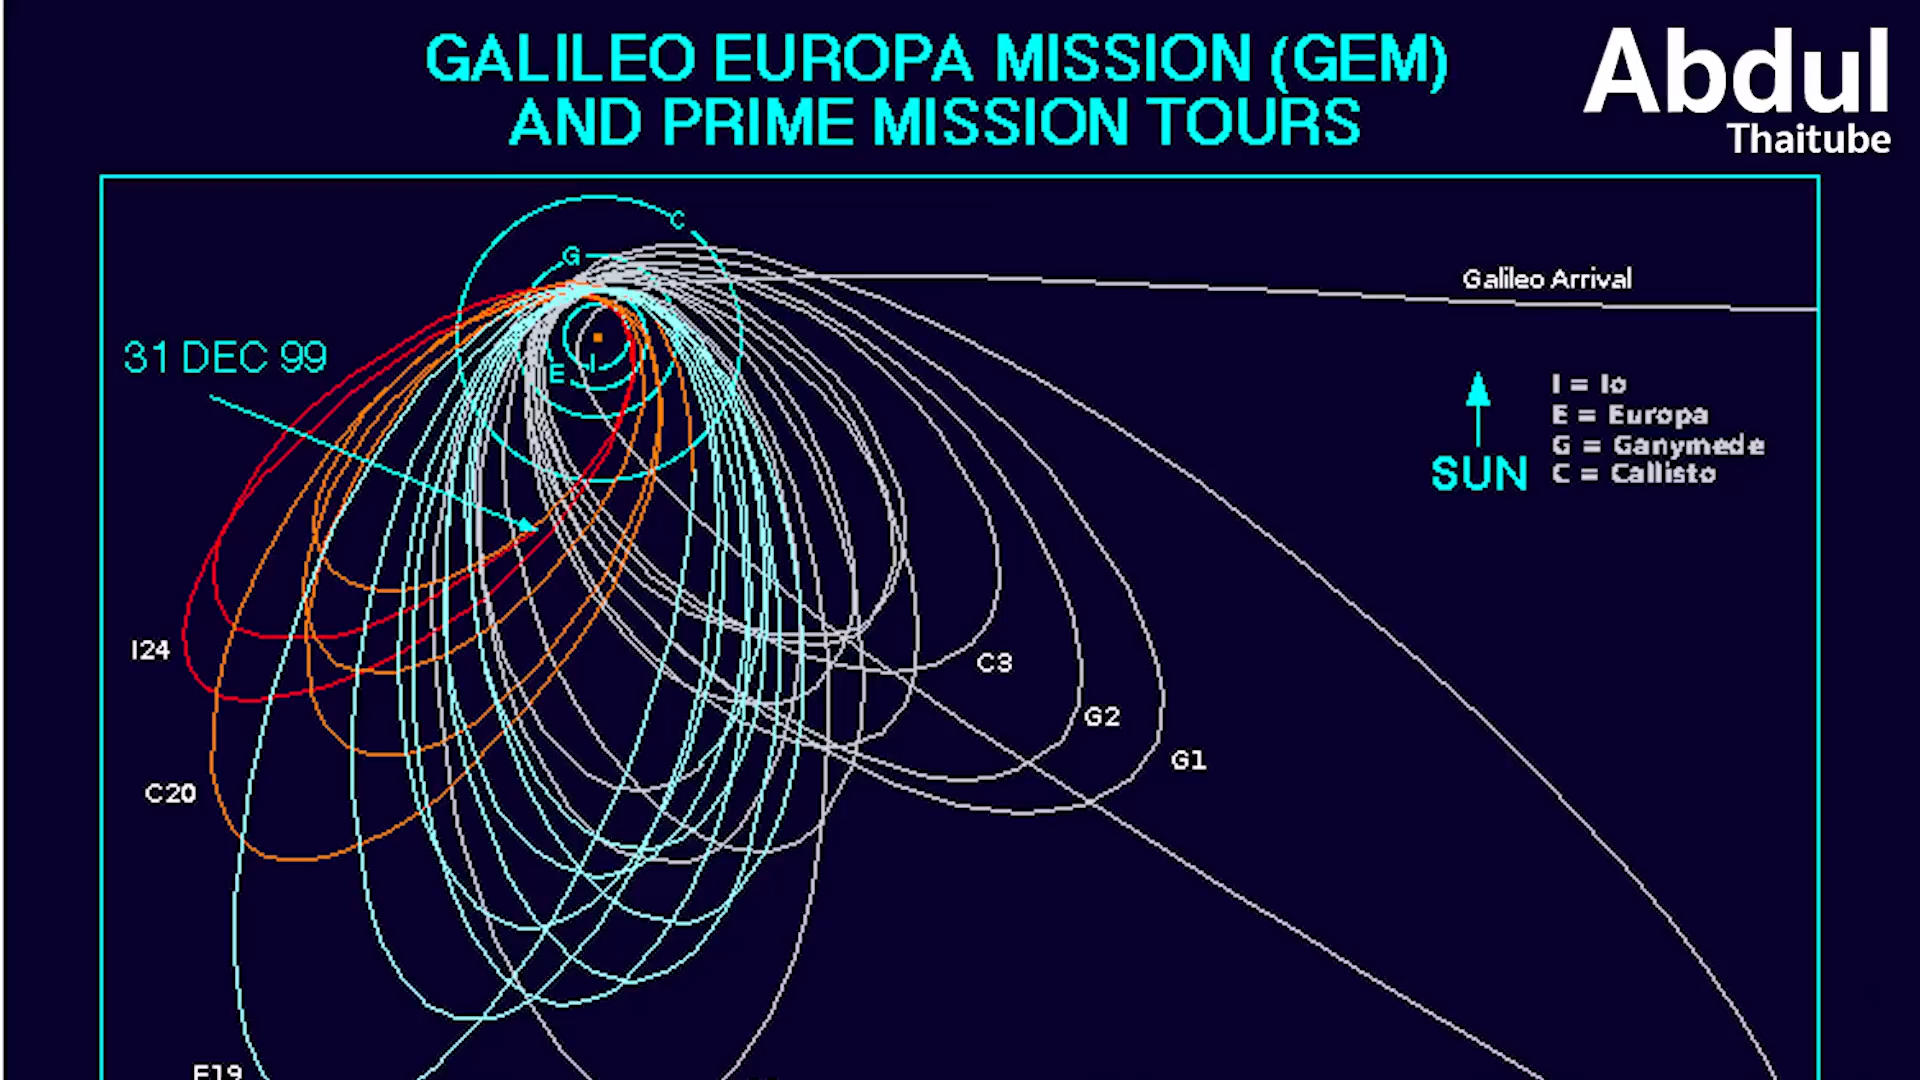 GALILEO EUROPA MISSION (GEM)
AND PRIME MISSION TOURS
Abdul
Thaitube
C
G
Galileo Arrival
31 DEC 99
I
E
I = Io
E = Europa
G = Ganymede
C = Callisto
SUN
I24
C3
G2
G1
C20
E19